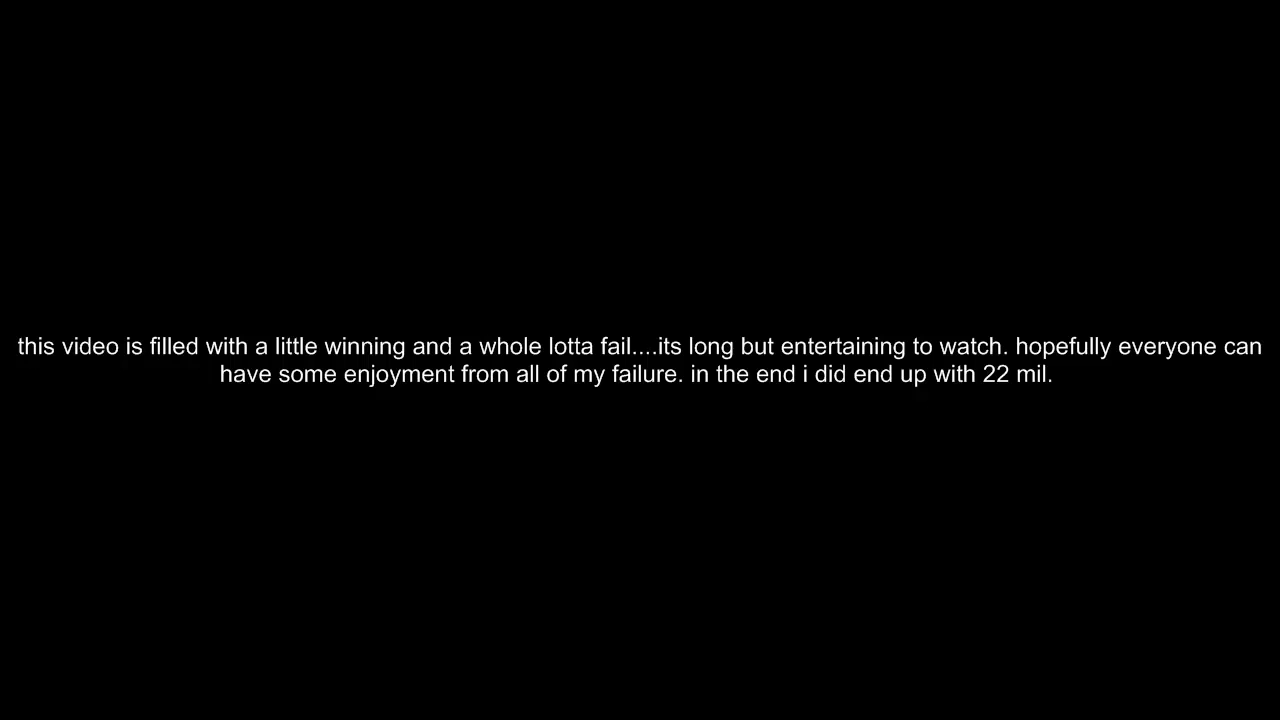 this video is filled with a little winning and a whole lotta fail....its long but entertaining to watch. hopefully everyone can
have some enjoyment from all of my failure. in the end i did end up with 22 mil.